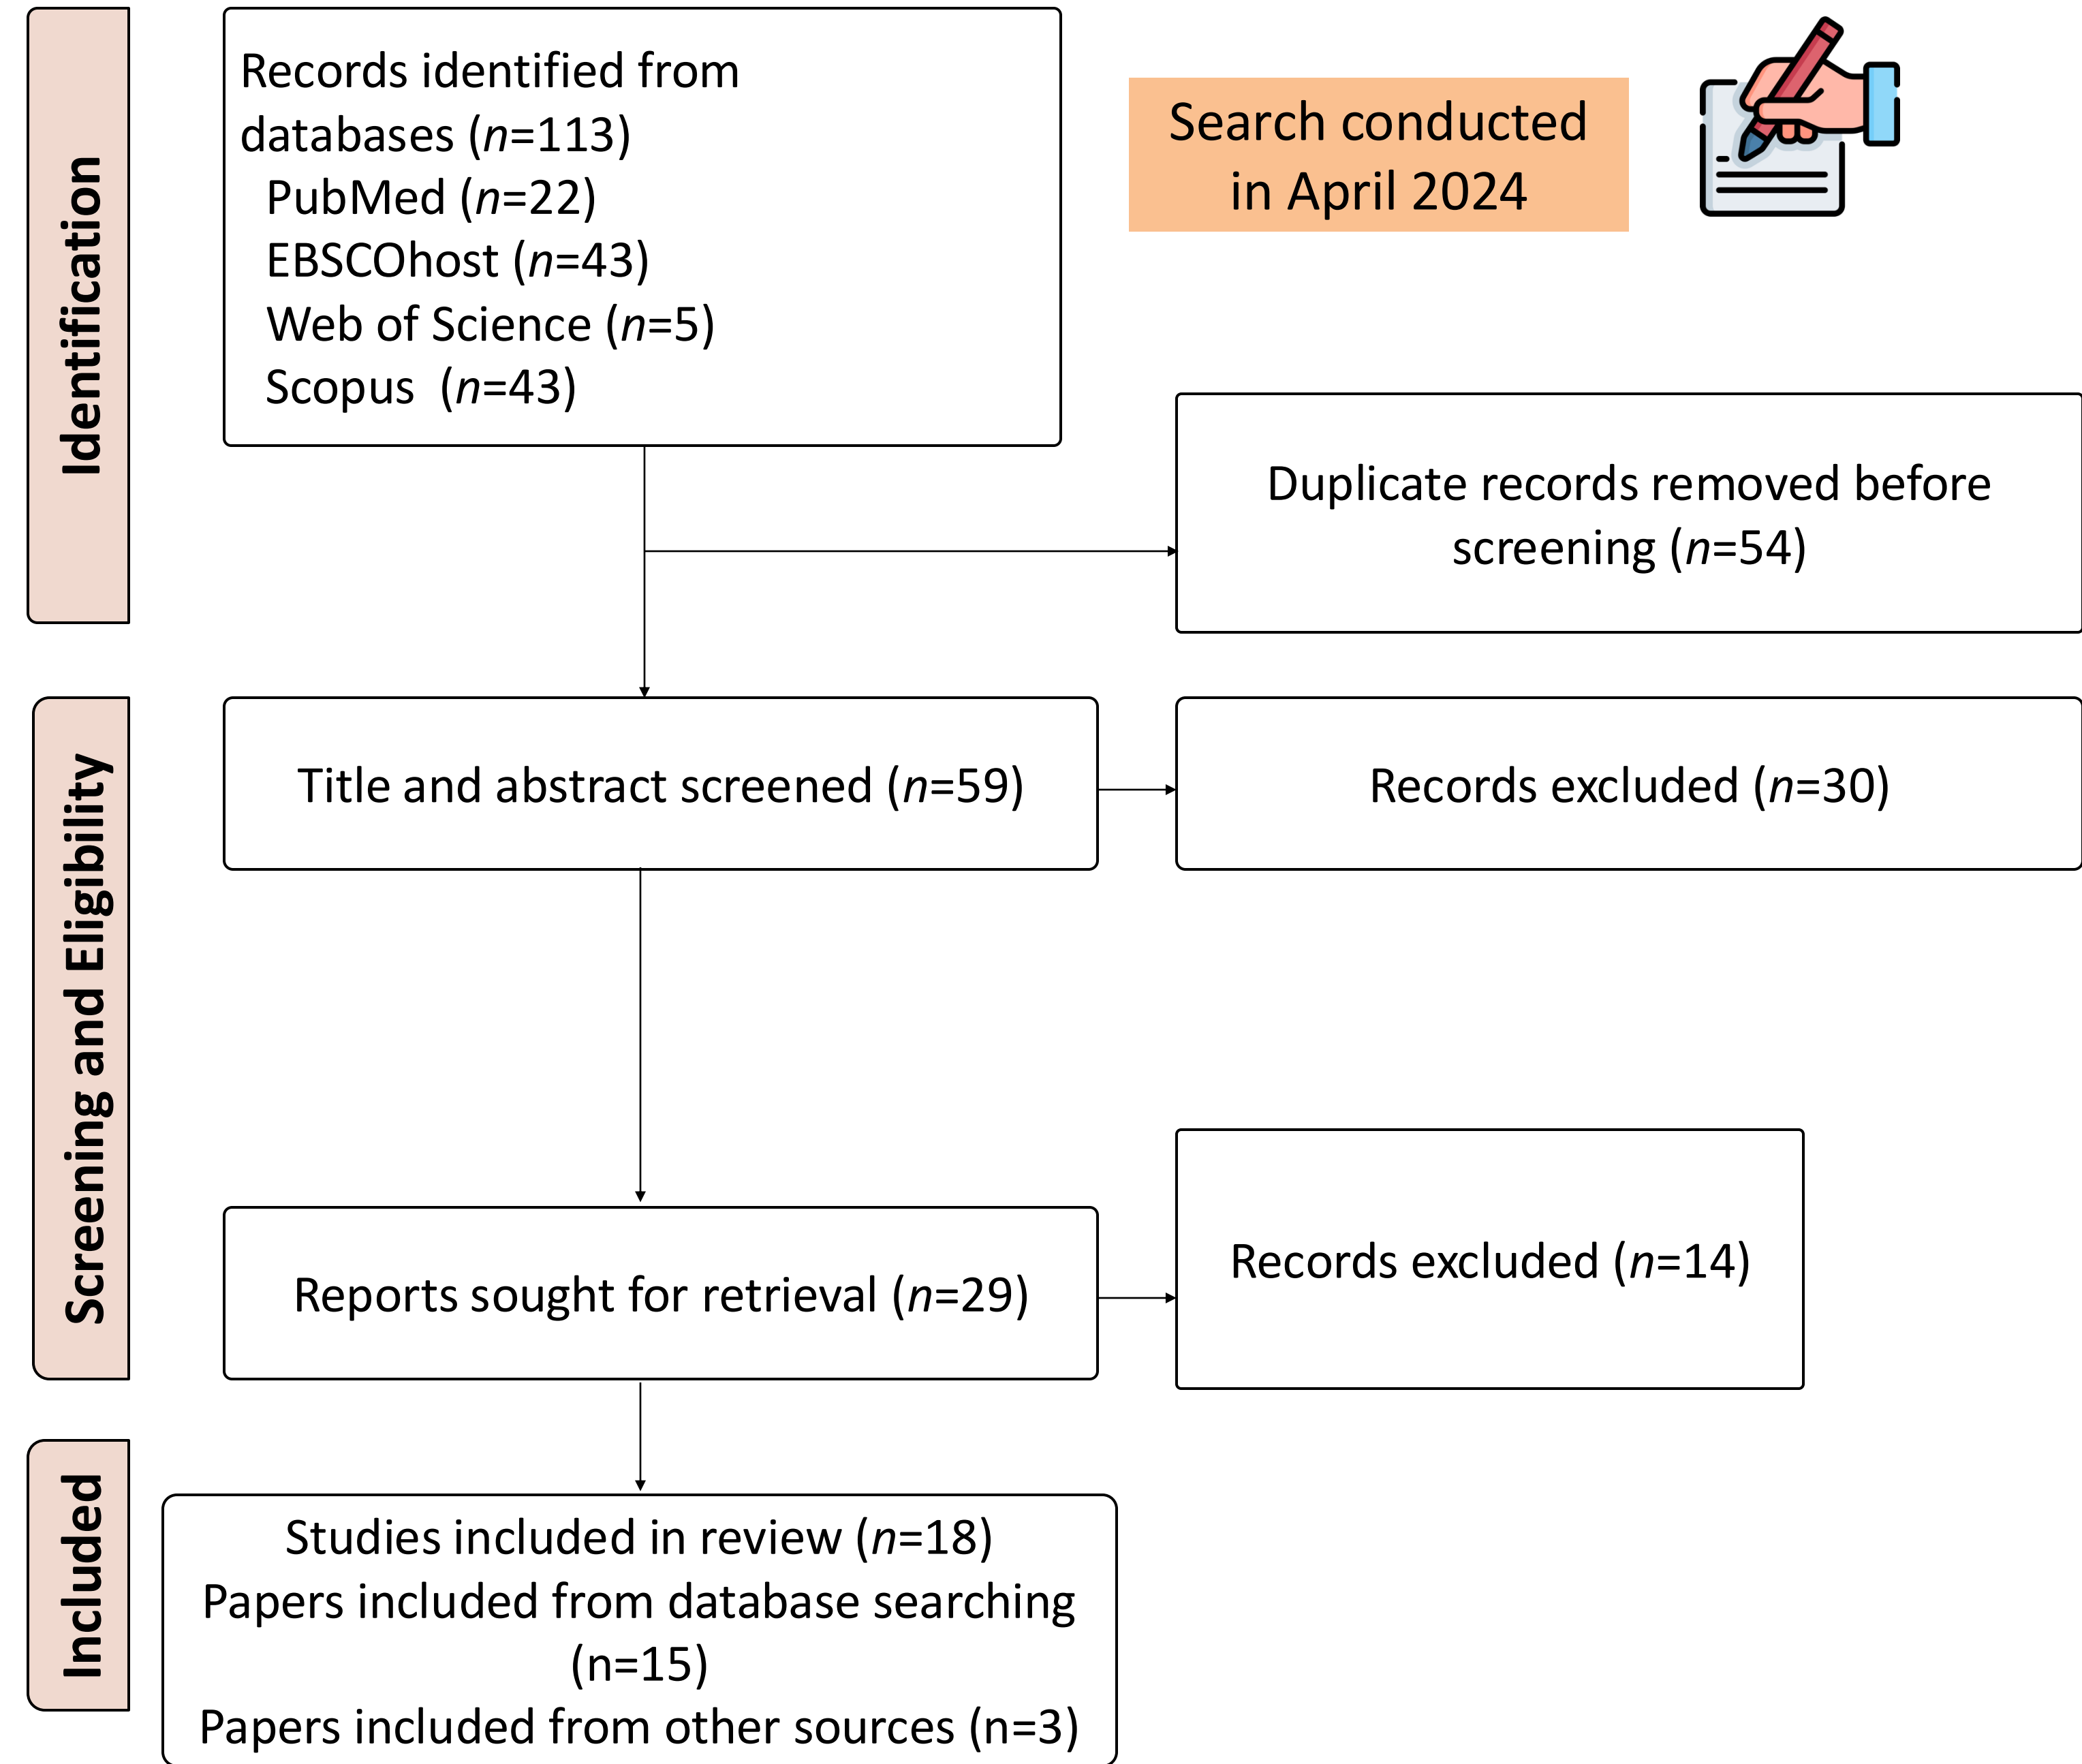 Identification
Records identified from
databases (n=113)
PubMed (n=22)
EBSCOhost (n=43)
Web of Science (n=5)
Scopus (n=43)
Search conducted
in April 2024
Duplicate records removed before
screening (n=54)
Screening and Eligibility
Title and abstract screened (n=59)
Records excluded (n=30)
Reports sought for retrieval (n=29)
Records excluded (n=14)
Included
Studies included in review (n=18)
Papers included from database searching
(n=15)
Papers included from other sources (n=3)